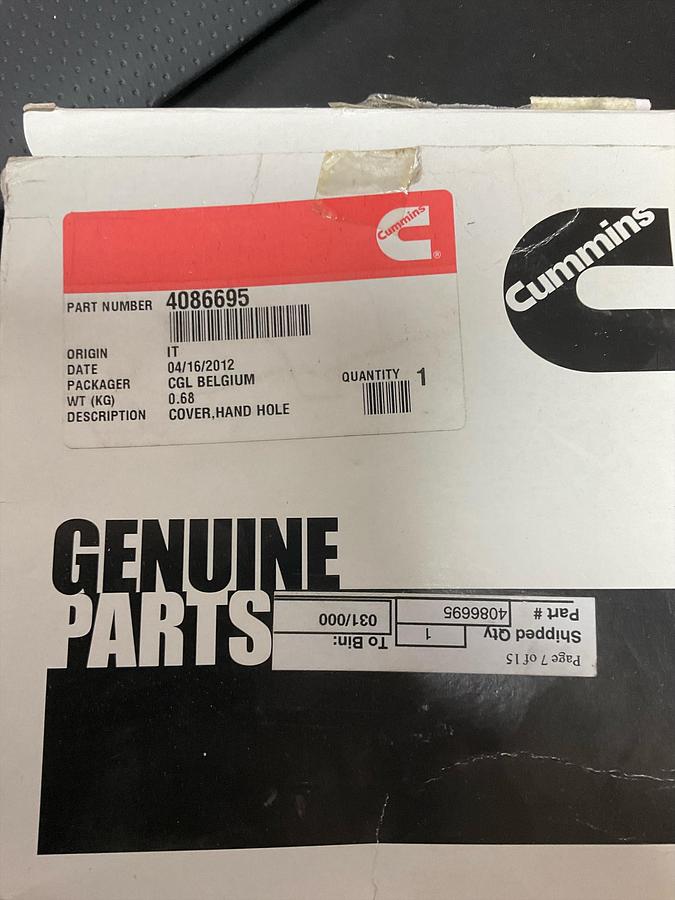 Cummins
®
Cummins
PART NUMBER 4086695
ORIGIN IT
DATE 04/16/2012
PACKAGER CGL BELGIUM
WT (KG) 0.68
DESCRIPTION COVER,HAND HOLE
QUANTITY 1
GENUINE
PARTS
Page 7 of 15
Shipped Qty 1 To Bin:
Part # 4086695 031/000